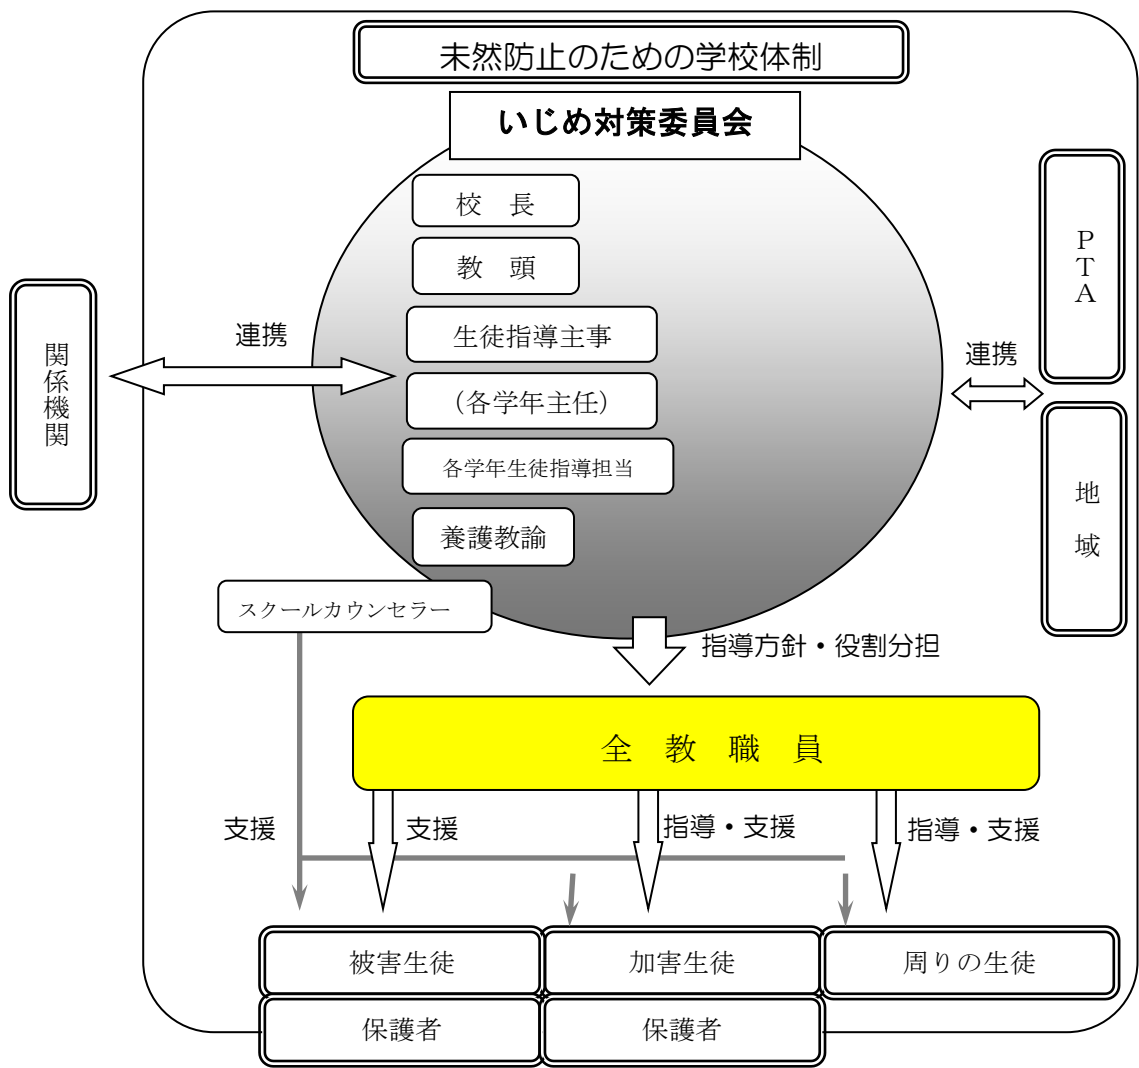 未然防止のための学校体制
いじめ対策委員会
校　長
教　頭
生徒指導主事
（各学年主任）
各学年生徒指導担当
養護教諭
スクールカウンセラー
関係機関
連携
連携
ＰＴＡ
地　域
指導方針・役割分担
全　教　職　員
支援
支援
指導・支援
指導・支援
被害生徒
加害生徒
周りの生徒
保護者
保護者